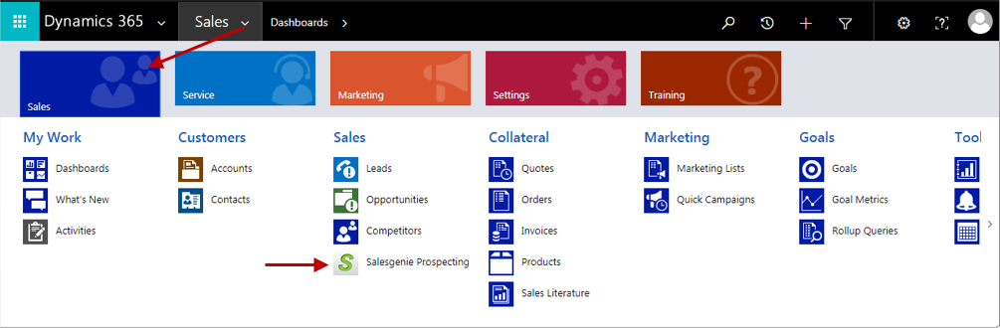 Dynamics 365 Sales Dashboards
Sales Service Marketing Settings Training
My Work
Dashboards
What's New
Activities
Customers
Accounts
Contacts
Sales
Leads
Opportunities
Competitors
Salesgenie Prospecting
Collateral
Quotes
Orders
Invoices
Products
Sales Literature
Marketing
Marketing Lists
Quick Campaigns
Goals
Goals
Goal Metrics
Rollup Queries
Tool